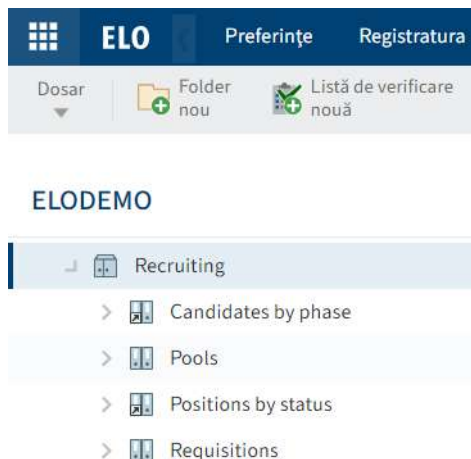 ELO Preferințe Registratura
Dosar Folder nou Listă de verificare nouă
ELODEMO
Recruiting
Candidates by phase
Pools
Positions by status
Requisitions